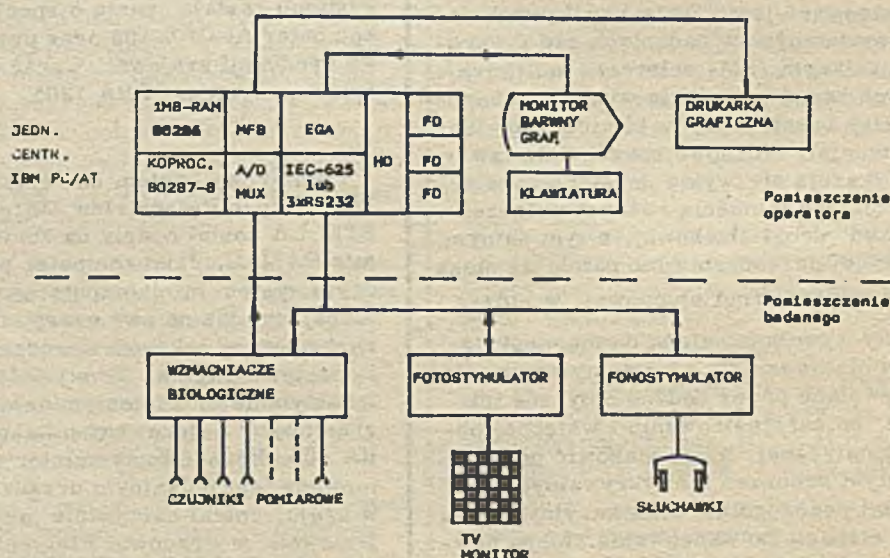 1MB-RAM
80286
MFB
EGA
HD
FD
FD
FD
KOPROC.
80287-8
A/D
MUX
IEC-625
lub
3xRS232
JEDN.
CENTR.
IBM PC/AT
MONITOR
BARWNY
GRAF.
KLAWIATURA
DRUKARKA
GRAFICZNA
Pomieszczenie
operatora
Pomieszczenie
badanego
WZMACNIACZE
BIOLOGICZNE
FOTOSTYMULATOR
FONOSTYMULATOR
CZUJNIKI POMIAROWE
TV
MONITOR
SŁUCHAWKI